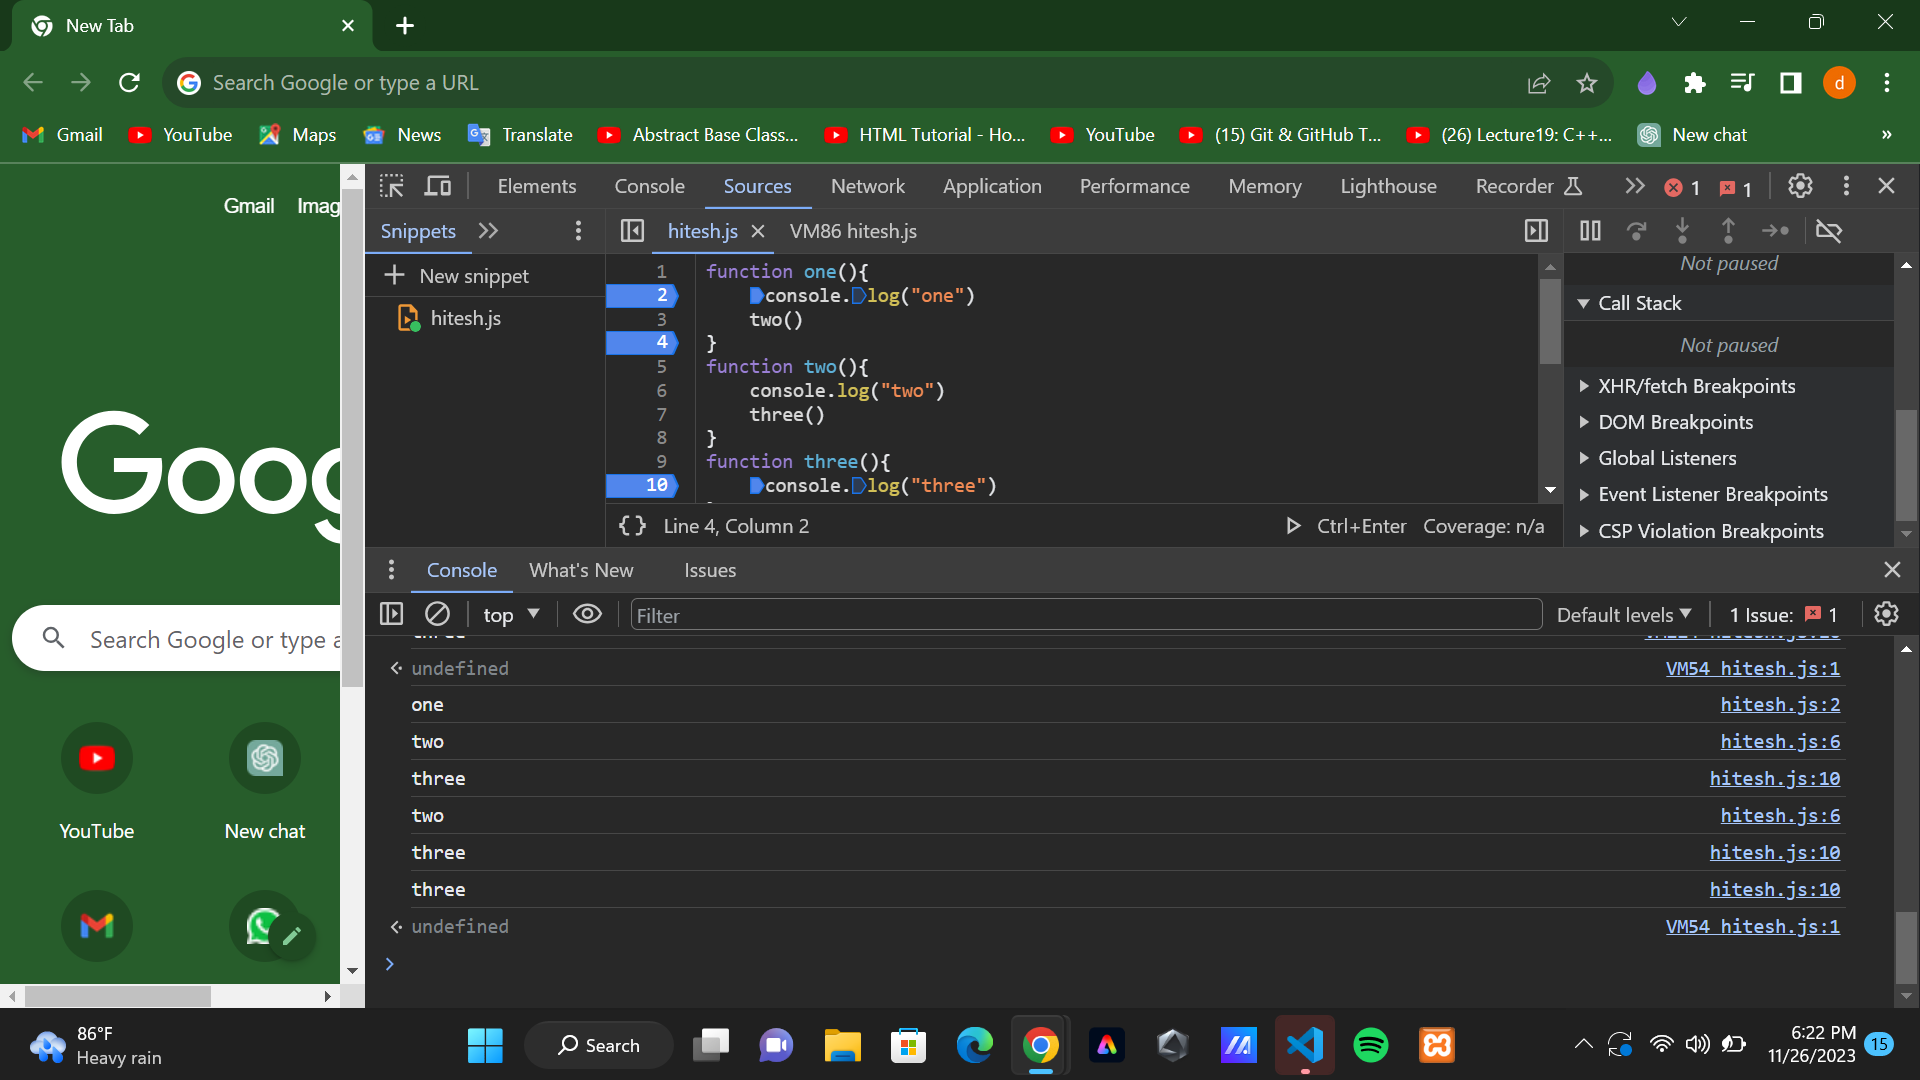 New Tab
Search Google or type a URL
d
Gmail YouTube Maps News Translate Abstract Base Class... HTML Tutorial - Ho... YouTube (15) Git & GitHub T... (26) Lecture19: C++... New chat »
Gmail Imag
Goog
Search Google or type a
YouTube New chat
Elements Console Sources Network Application Performance Memory Lighthouse Recorder 1 1
Snippets hitesh.js VM86 hitesh.js
New snippet
hitesh.js
1 function one(){
2 console.log("one")
3 two()
4 }
5 function two(){
6 console.log("two")
7 three()
8 }
9 function three(){
10 console.log("three")
{} Line 4, Column 2 Ctrl+Enter Coverage: n/a
Not paused
Call Stack
Not paused
XHR/fetch Breakpoints
DOM Breakpoints
Global Listeners
Event Listener Breakpoints
CSP Violation Breakpoints
Console What's New Issues
top Filter Default levels 1 Issue: 1
undefined VM54 hitesh.js:1
one hitesh.js:2
two hitesh.js:6
three hitesh.js:10
two hitesh.js:6
three hitesh.js:10
three hitesh.js:10
undefined VM54 hitesh.js:1
86°F
Heavy rain
Search
6:22 PM
11/26/2023
15